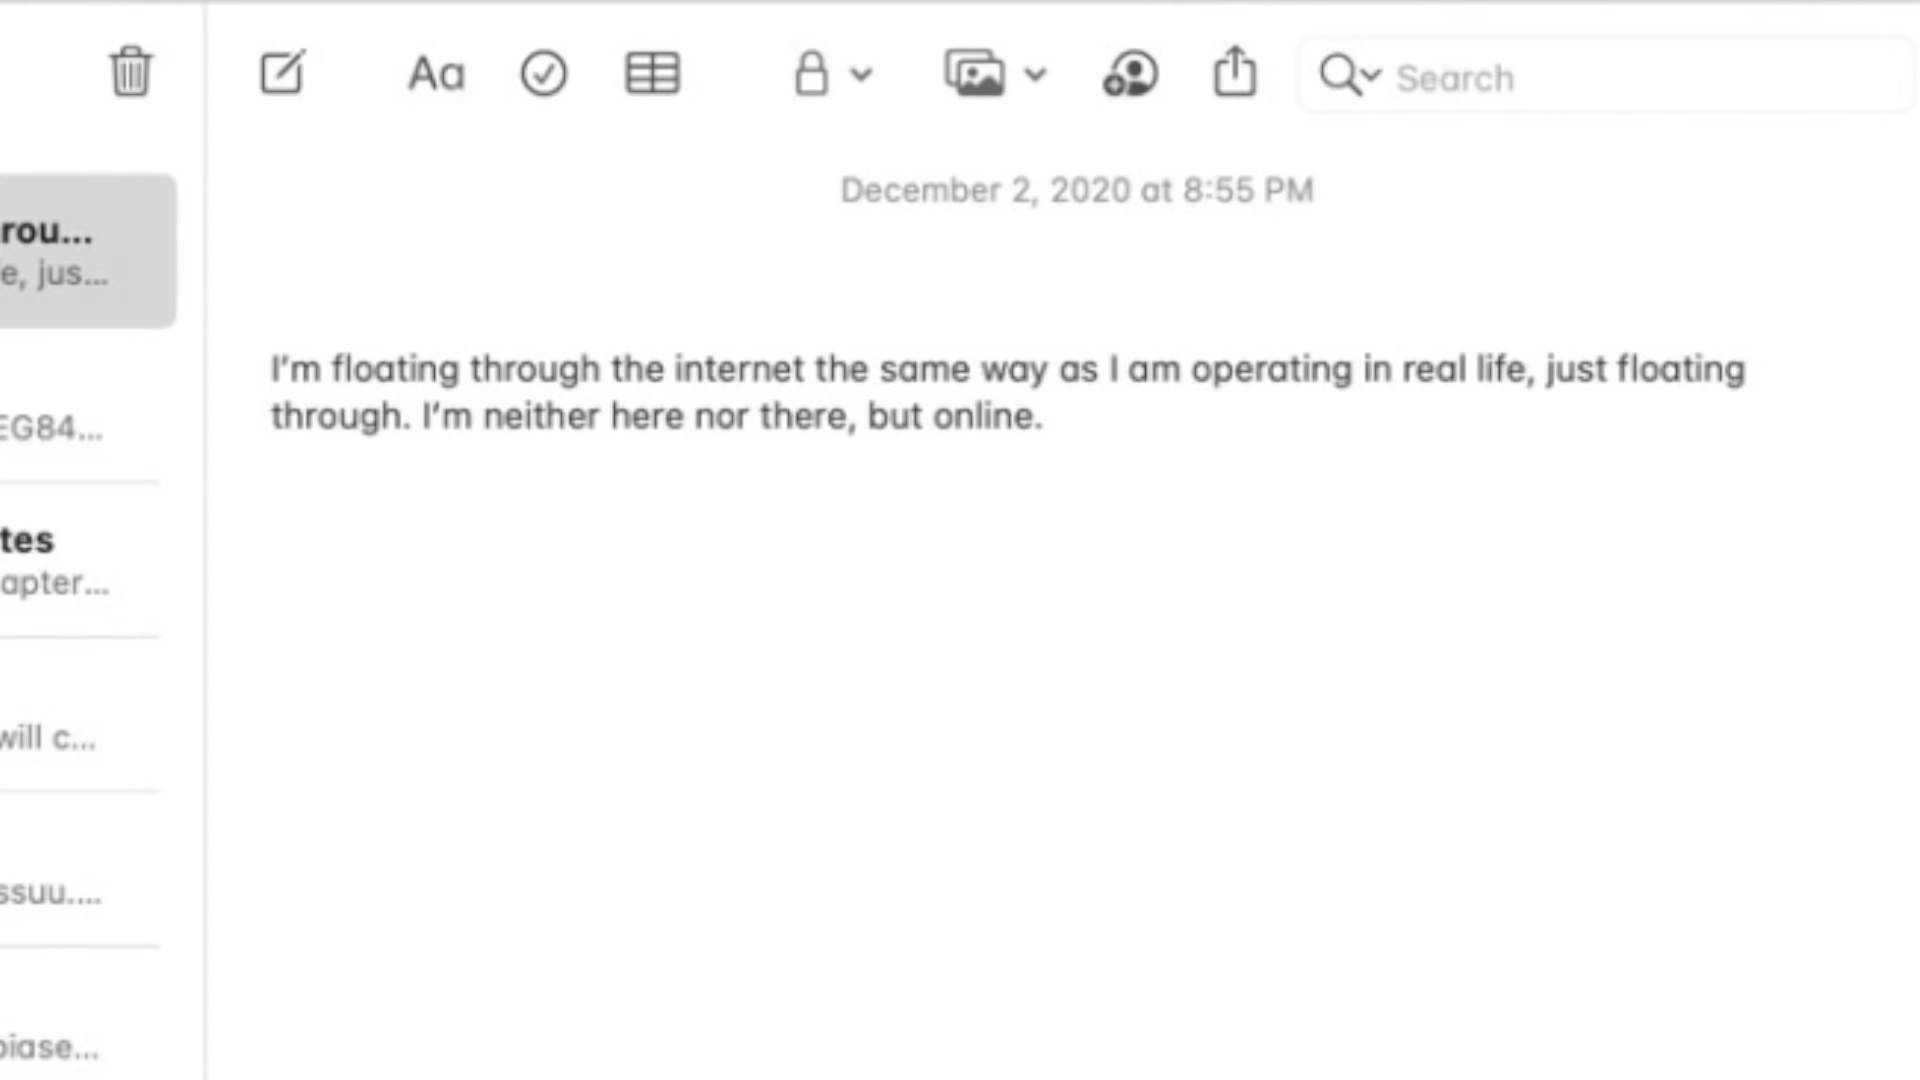 Aa
Search
December 2, 2020 at 8:55 PM
rou...
e, jus...
I'm floating through the internet the same way as I am operating in real life, just floating
through. I'm neither here nor there, but online.
EG84...
tes
apter...
will c...
ssuu....
biase...